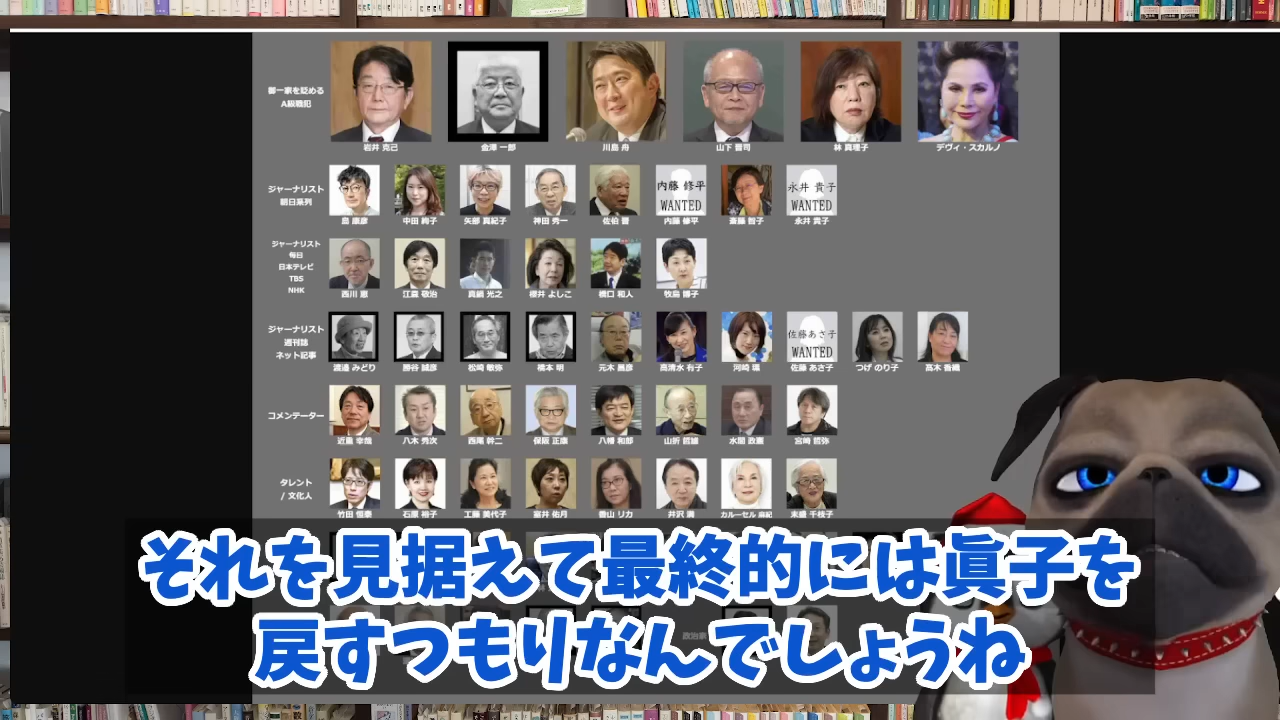 御一家を貶める
A級戦犯
岩井 克己
金澤 一郎
川島 舟
山下 晋司
林 真理子
デヴィ・スカルノ
ジャーナリスト
朝日系列
島 康彦
中田 絢子
矢部 真紀子
神田 秀一
佐伯 晋
内藤 修平
WANTED
内藤 修平
斎藤 智子
永井 貴子
WANTED
永井 貴子
ジャーナリスト
毎日
日本テレビ
TBS
NHK
西川 恵
江森 敬治
真鍋 光之
櫻井 よしこ
橋口 和人
牧島 博子
ジャーナリスト
週刊誌
ネット記事
渡邉 みどり
勝谷 誠彦
松崎 敏弥
橋本 明
元木 昌彦
高清水 有子
河崎 環
佐藤あさ子
WANTED
佐藤 あさ子
つげ のり子
高木 香織
コメンテーター
近重 幸哉
八木 秀次
西尾 幹二
保阪 正康
八幡 和郎
山折 哲雄
水間 政憲
宮崎 哲弥
タレント
/ 文化人
竹田 恒泰
石原 裕子
工藤 美代子
室井 佑月
香山 リカ
井沢 満
カルーセル 麻紀
末盛 千枝子
政治家
それを見据えて最終的には眞子を
戻すつもりなんでしょうね